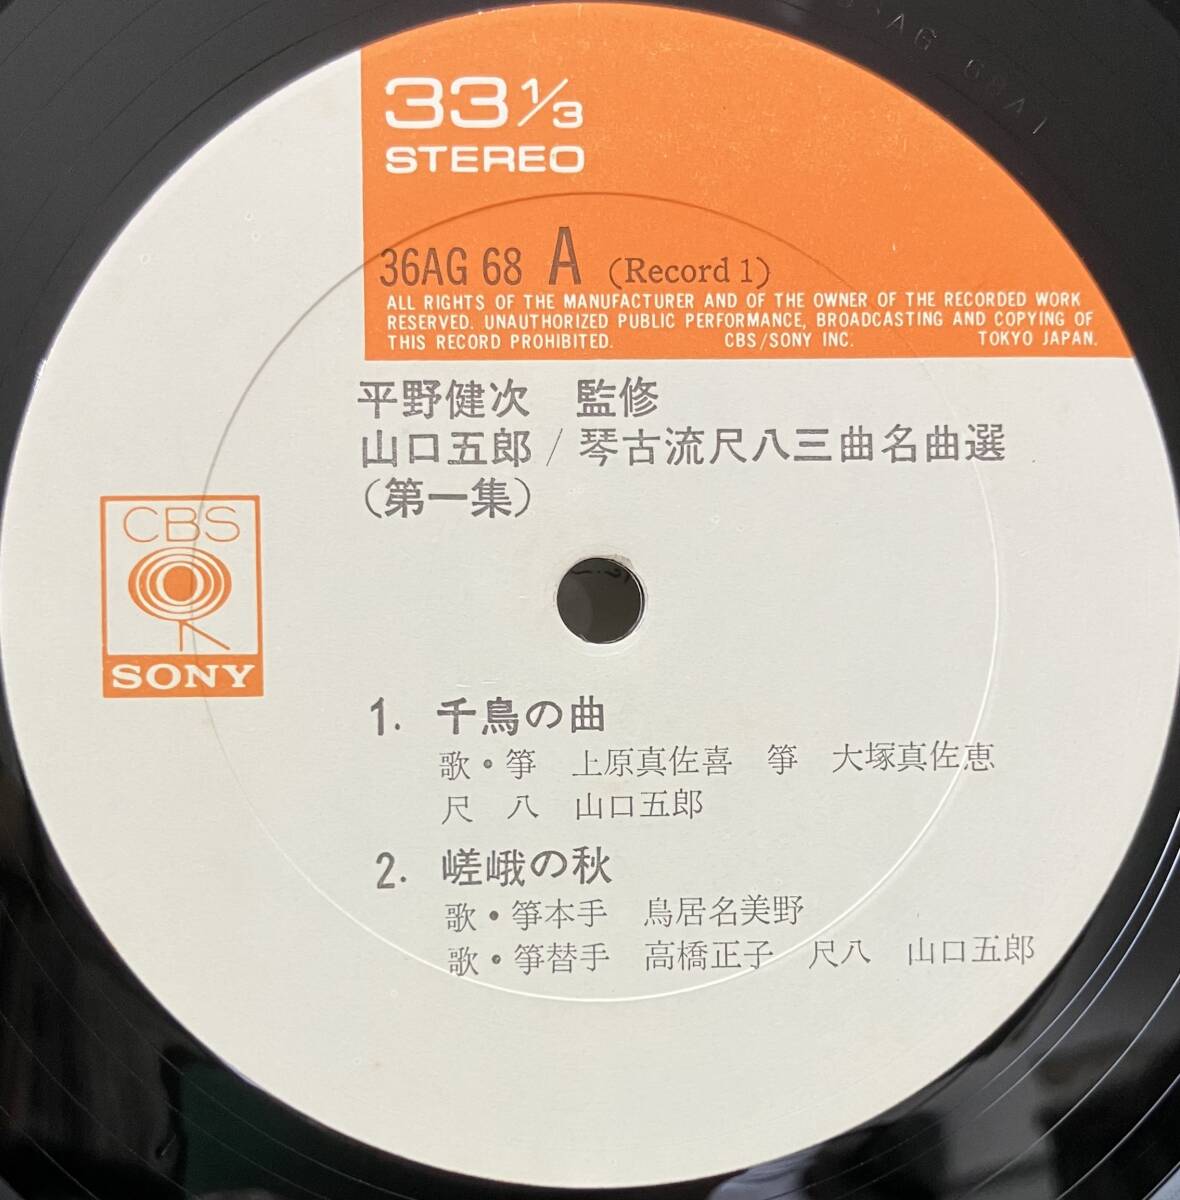 33 1/3
STEREO
36AG 68 A (Record 1)
ALL RIGHTS OF THE MANUFACTURER AND OF THE OWNER OF THE RECORDED WORK
RESERVED. UNAUTHORIZED PUBLIC PERFORMANCE, BROADCASTING AND COPYING OF
THIS RECORD PROHIBITED. CBS/SONY INC. TOKYO JAPAN.
平野健次 監修
山口五郎/琴古流尺八三曲名曲選
(第一集)
CBS
SONY
1. 千鳥の曲
歌・箏 上原真佐喜 箏 大塚真佐恵
尺八 山口五郎
2. 嵯峨の秋
歌・箏本手 鳥居名美野
歌・箏替手 高橋正子 尺八 山口五郎